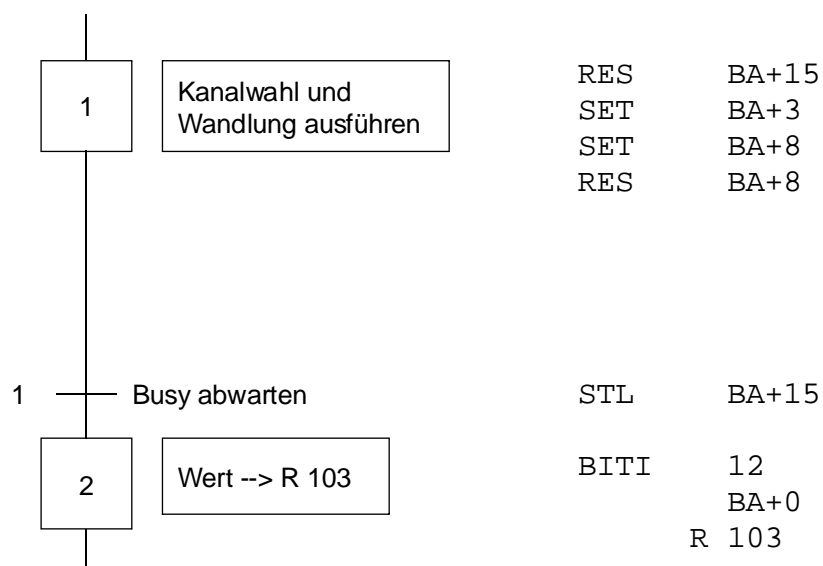 1
Kanalwahl und
Wandlung ausführen
RES BA+15
SET BA+3
SET BA+8
RES BA+8
1 Busy abwarten
STL BA+15
2
Wert --> R 103
BITI 12
BA+0
R 103